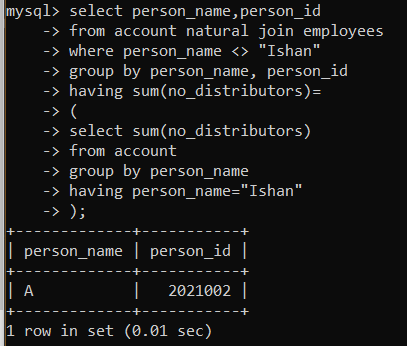 mysql> select person_name,person_id
    -> from account natural join employees
    -> where person_name <> "Ishan"
    -> group by person_name, person_id
    -> having sum(no_distributors)=
    -> (
    -> select sum(no_distributors)
    -> from account
    -> group by person_name
    -> having person_name="Ishan"
    -> );
+-------------+-----------+
| person_name | person_id |
+-------------+-----------+
| A           |   2021002 |
+-------------+-----------+
1 row in set (0.01 sec)